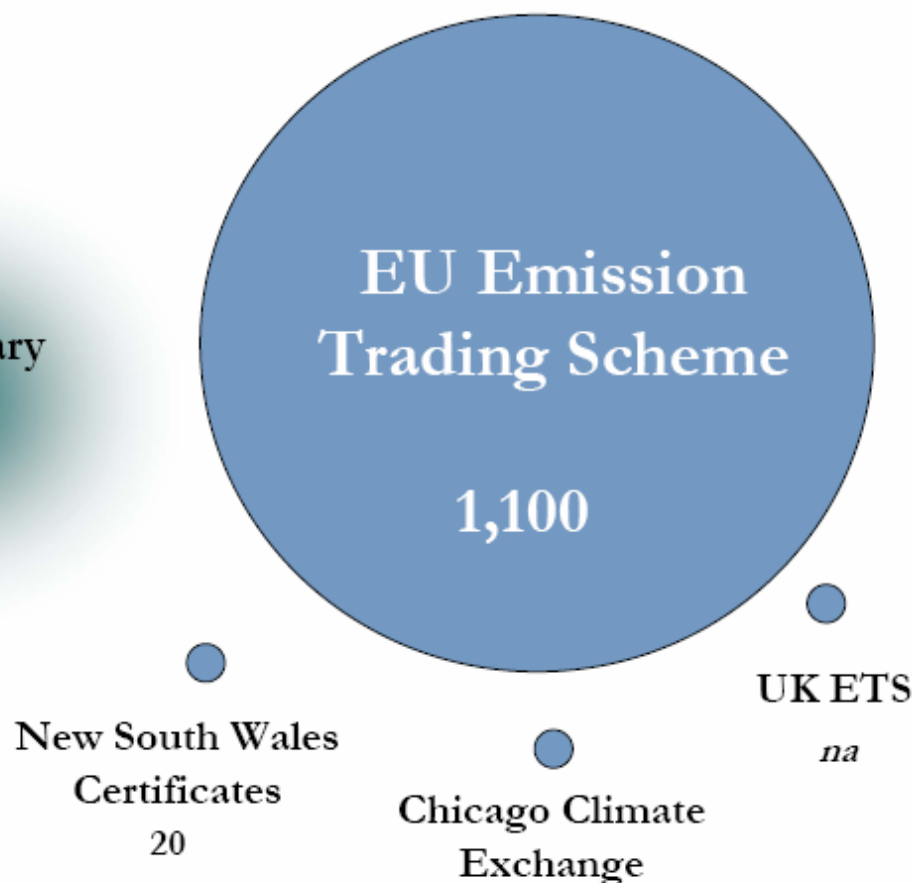 EU Emission
Trading Scheme
1,100
UK ETS
na
New South Wales
Certificates
20
Chicago Climate
Exchange